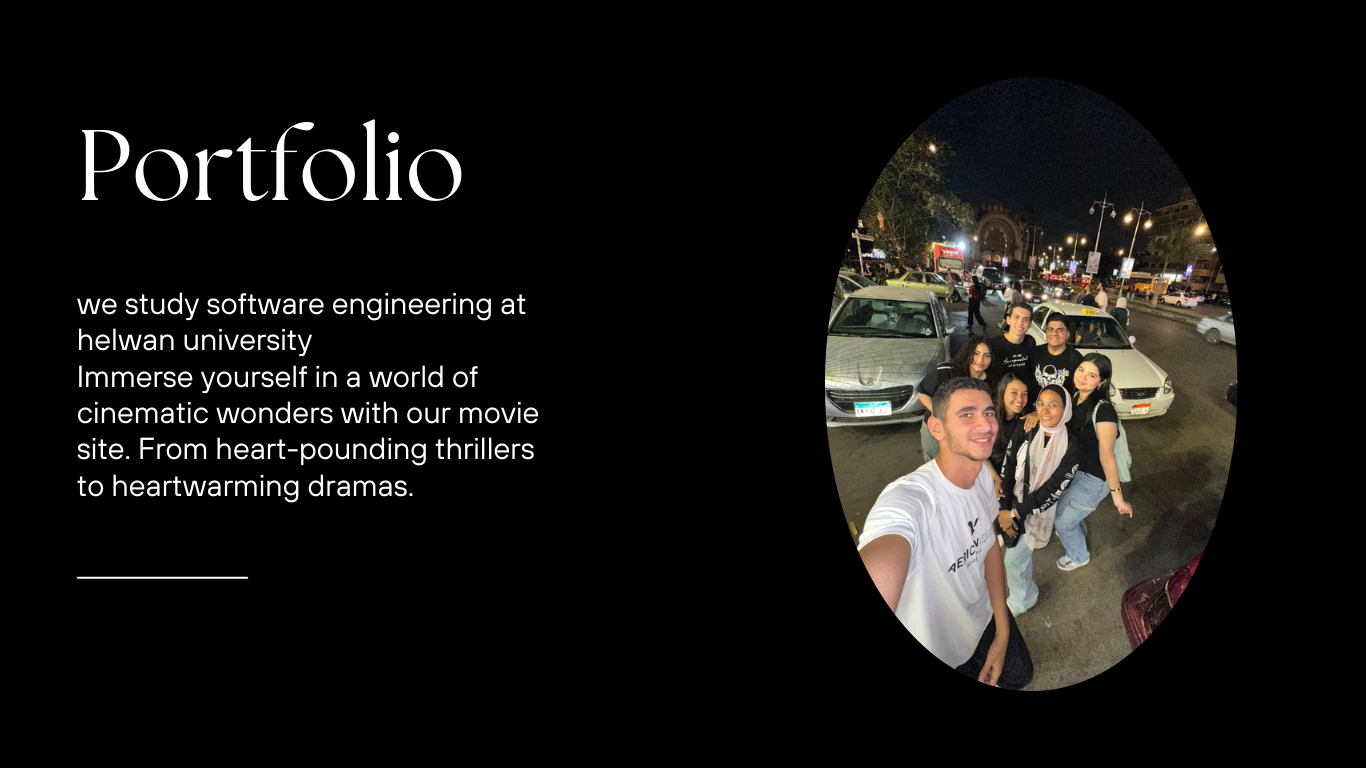 Portfolio
we study software engineering at
helwan university
Immerse yourself in a world of
cinematic wonders with our movie
site. From heart-pounding thrillers
to heartwarming dramas.